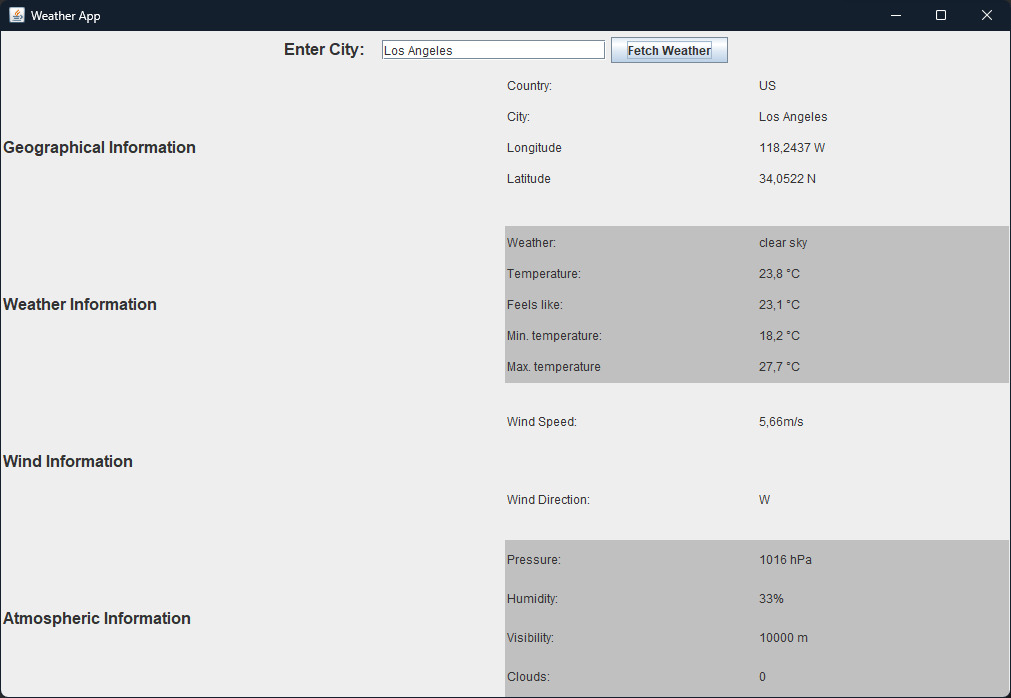 Weather App
Enter City: Los Angeles Fetch Weather
Geographical Information
Country: US
City: Los Angeles
Longitude 118,2437 W
Latitude 34,0522 N
Weather Information
Weather: clear sky
Temperature: 23,8 °C
Feels like: 23,1 °C
Min. temperature: 18,2 °C
Max. temperature 27,7 °C
Wind Information
Wind Speed: 5,66m/s
Wind Direction: W
Atmospheric Information
Pressure: 1016 hPa
Humidity: 33%
Visibility: 10000 m
Clouds: 0